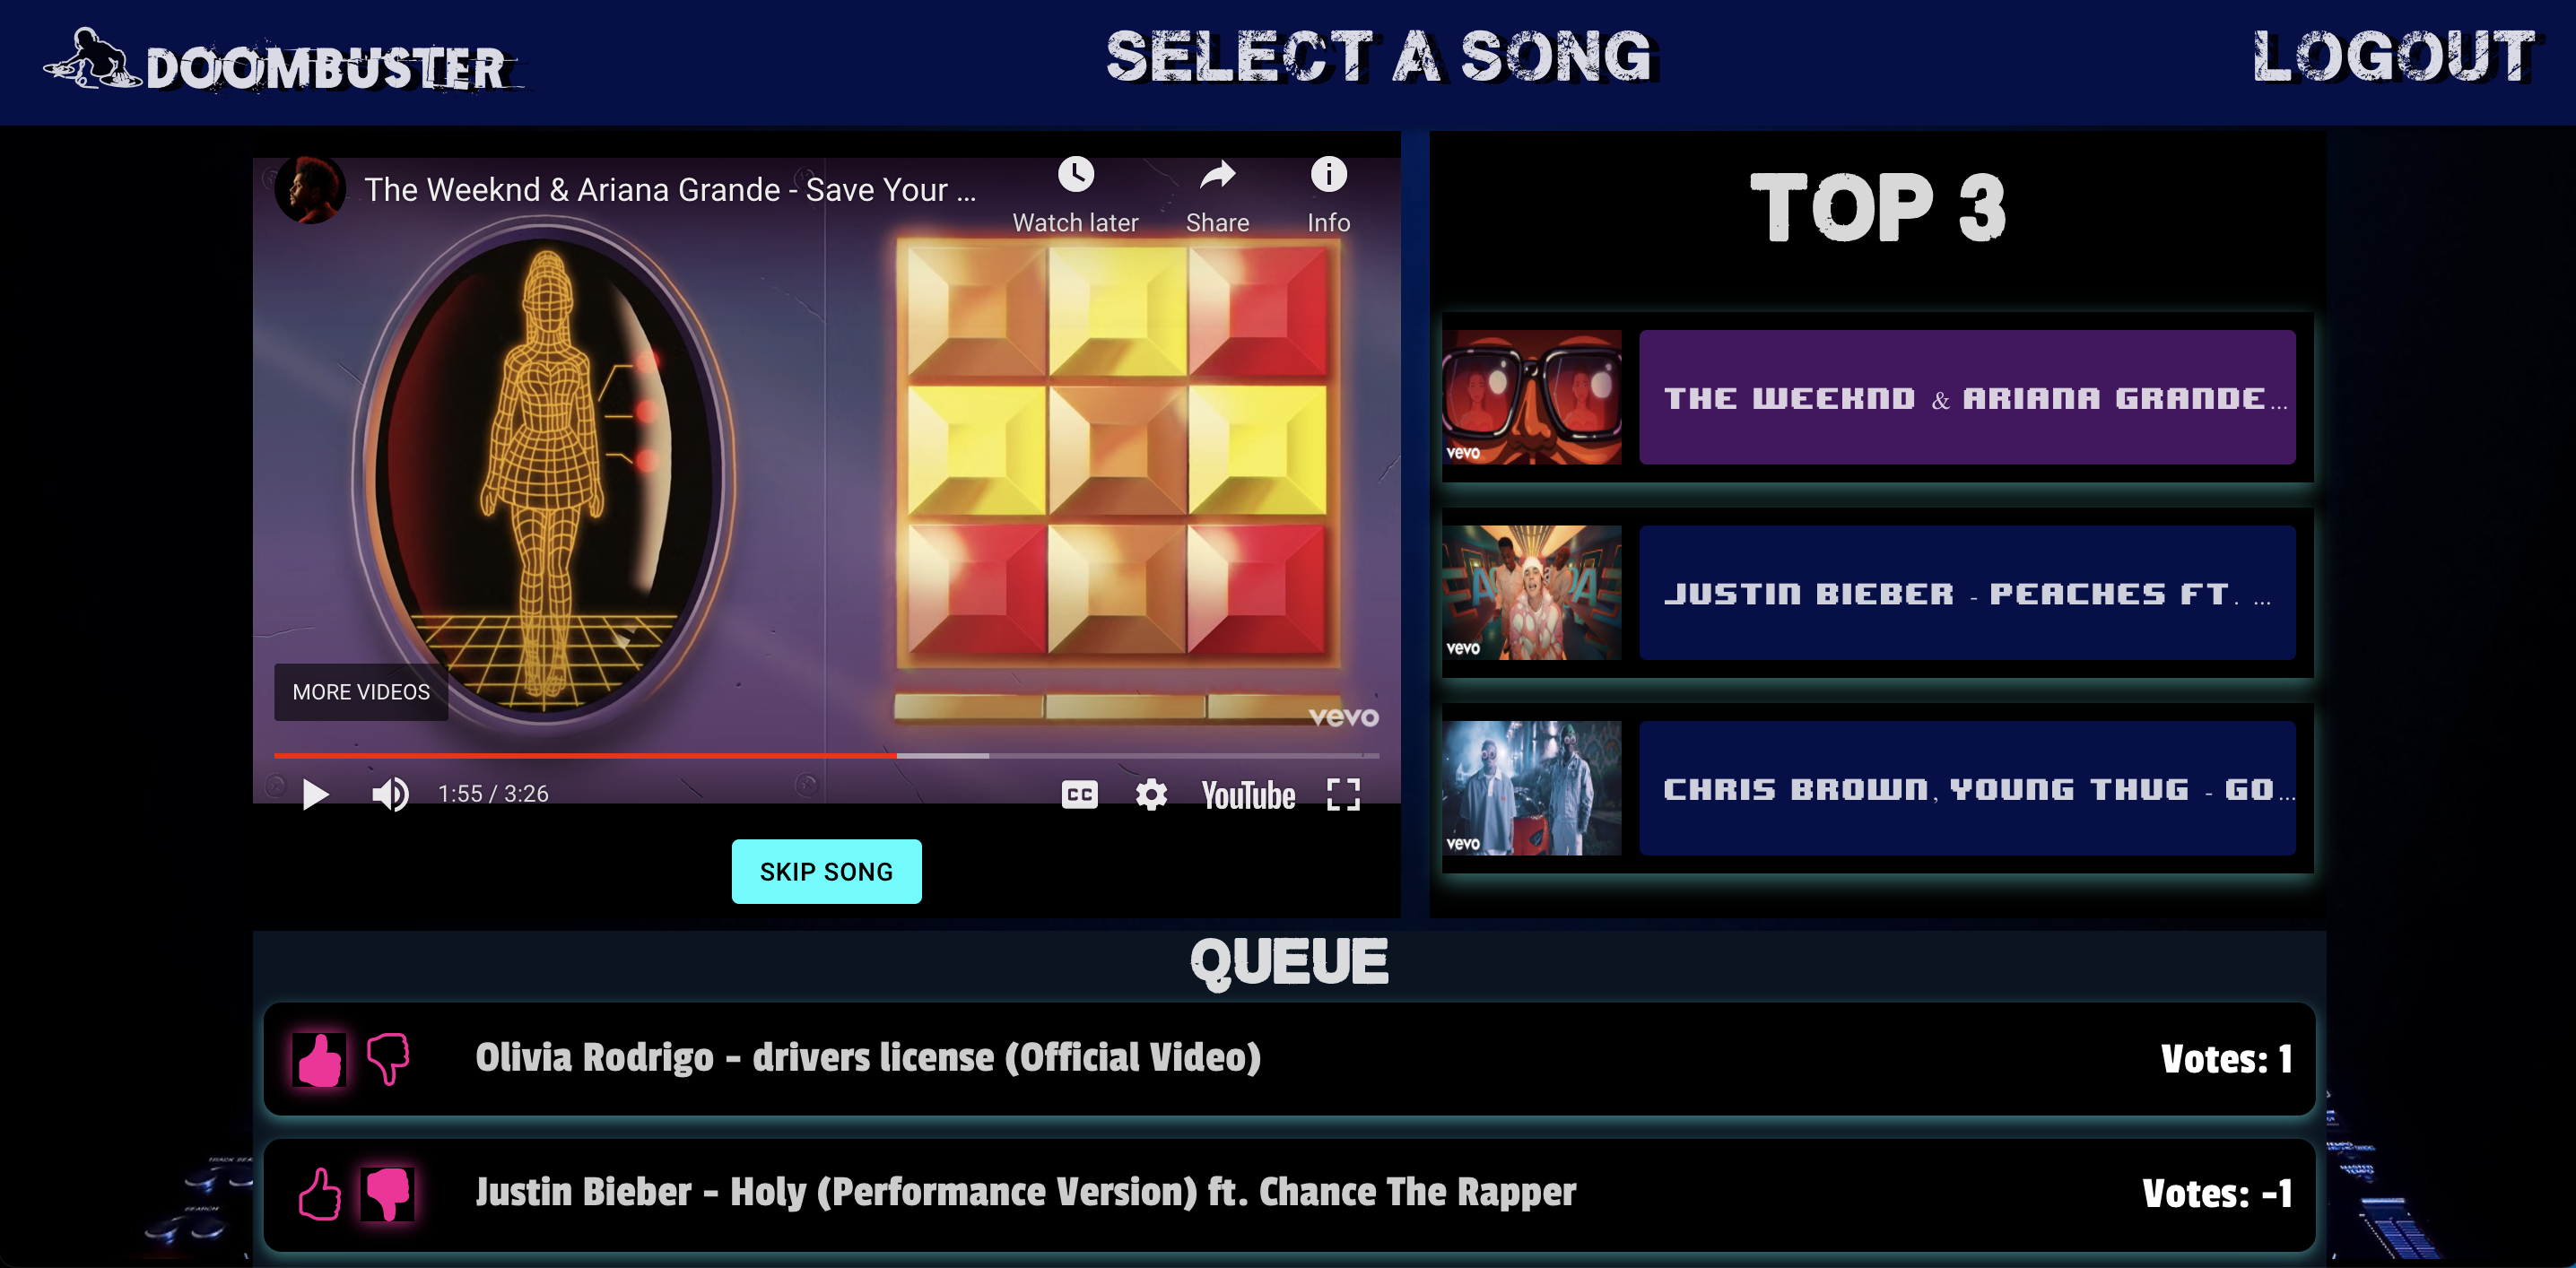 DOOMBUSTER
SELECT A SONG
LOGOUT
The Weeknd & Ariana Grande - Save Your ...
Watch later
Share
Info
MORE VIDEOS
vevo
1:55 / 3:26
CC
YouTube
SKIP SONG
TOP 3
THE WEEKND & ARIANA GRANDE...
vevo
JUSTIN BIEBER - PEACHES FT. ...
vevo
CHRIS BROWN, YOUNG THUG - GO...
vevo
QUEUE
Olivia Rodrigo - drivers license (Official Video)
Votes: 1
Justin Bieber - Holy (Performance Version) ft. Chance The Rapper
Votes: -1
SEARCH